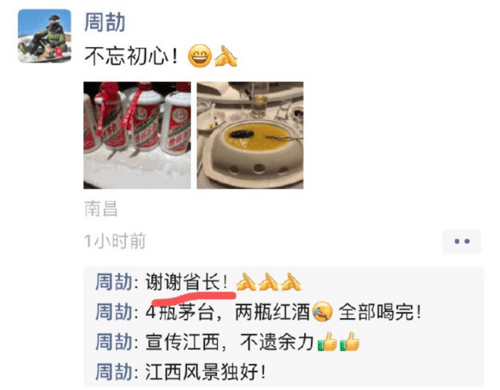 周劼
不忘初心！😄🙏
南昌
1小时前
周劼: 谢谢省长！🙏🙏🙏
周劼: 4瓶茅台，两瓶红酒🤣 全部喝完！
周劼: 宣传江西，不遗余力👍👍
周劼: 江西风景独好！